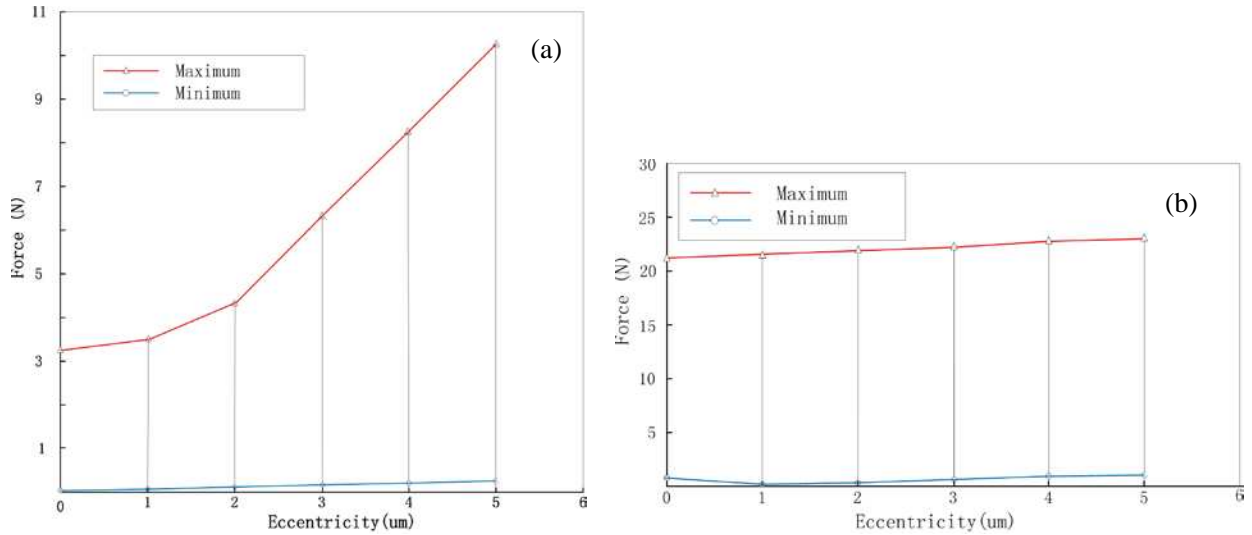 11
9
7
5
3
1
Force (N)
Maximum
Minimum
(a)
0 1 2 3 4 5 6
Eccentricity(um)
30
25
20
15
10
5
Force (N)
Maximum
Minimum
(b)
0 1 2 3 4 5 6
Eccentricity(um)